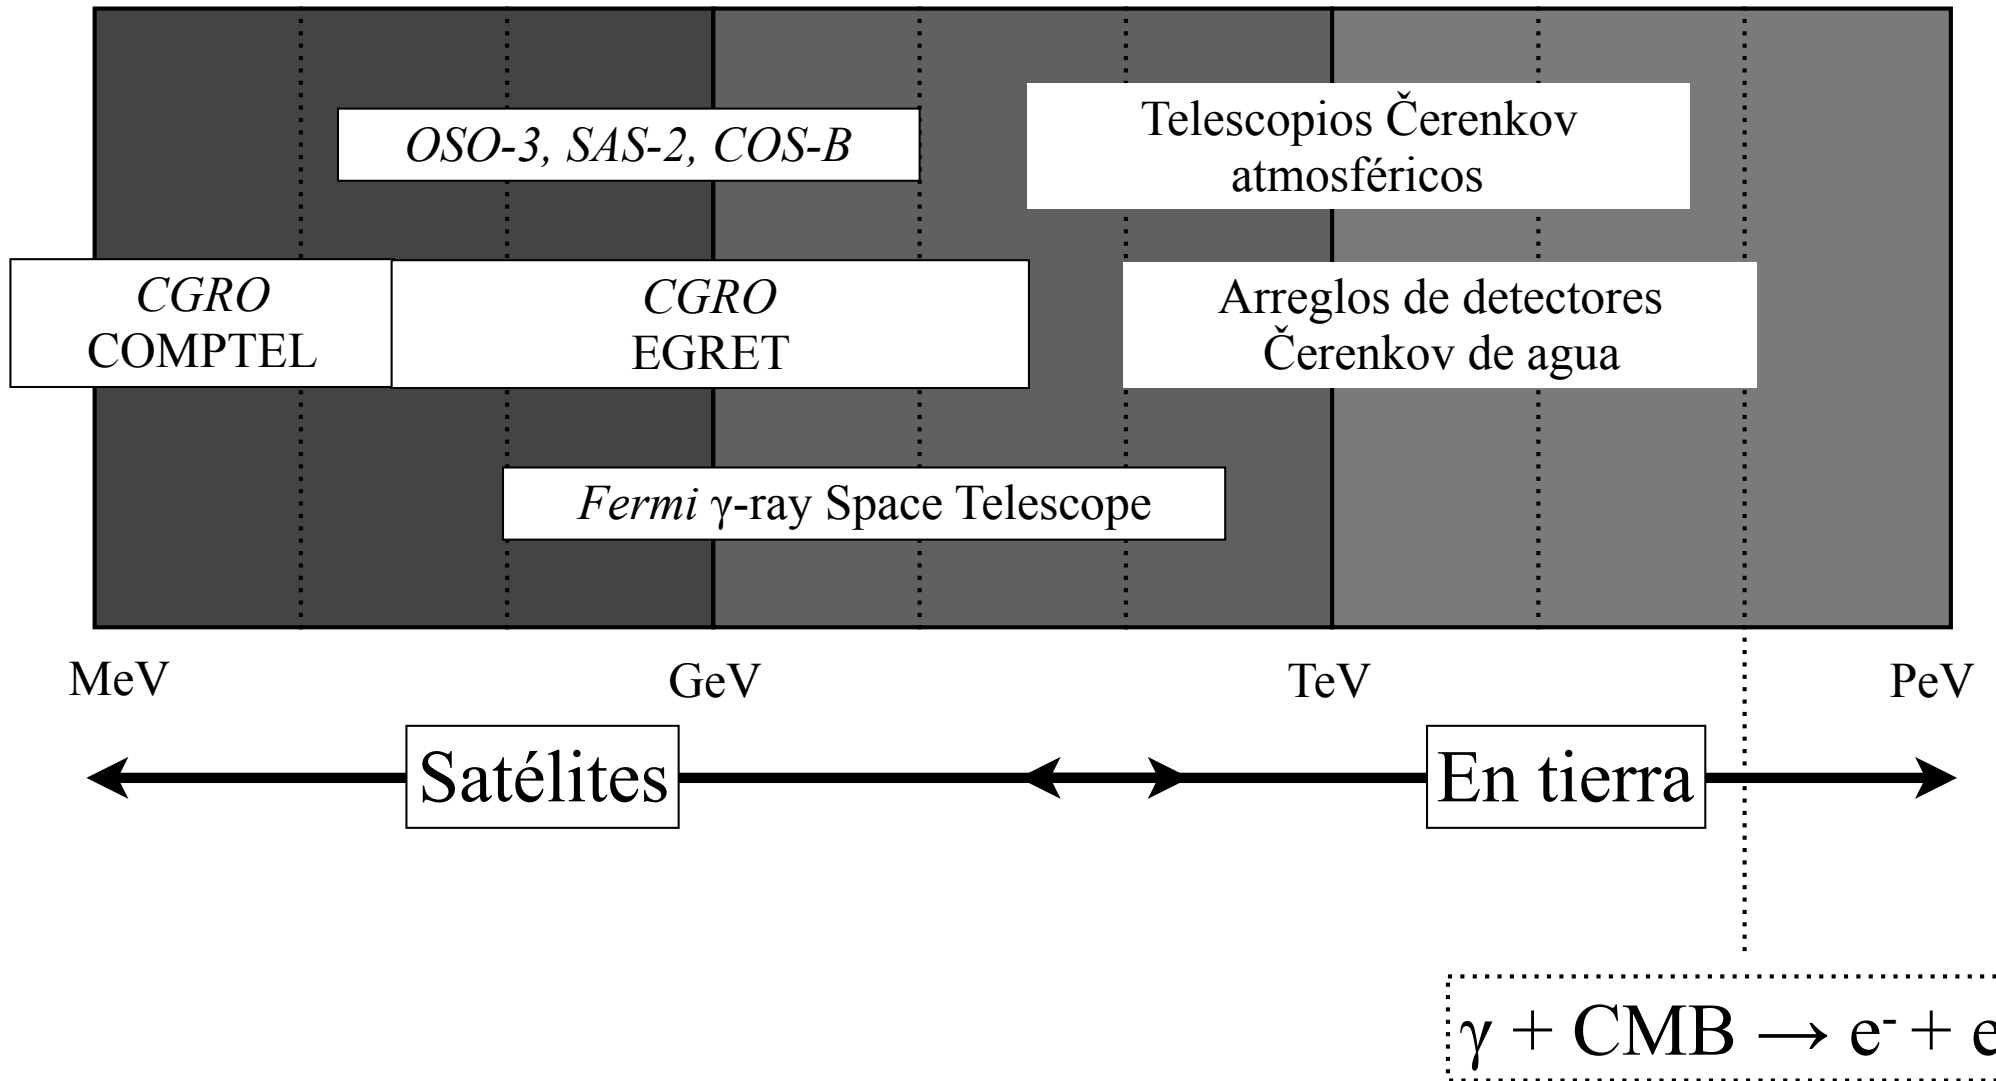 OSO-3, SAS-2, COS-B
Telescopios Čerenkov
atmosféricos
CGRO
COMPTEL
CGRO
EGRET
Arreglos de detectores
Čerenkov de agua
Fermi γ-ray Space Telescope
MeV
GeV
TeV
PeV
Satélites
En tierra
γ + CMB → e⁻ + e